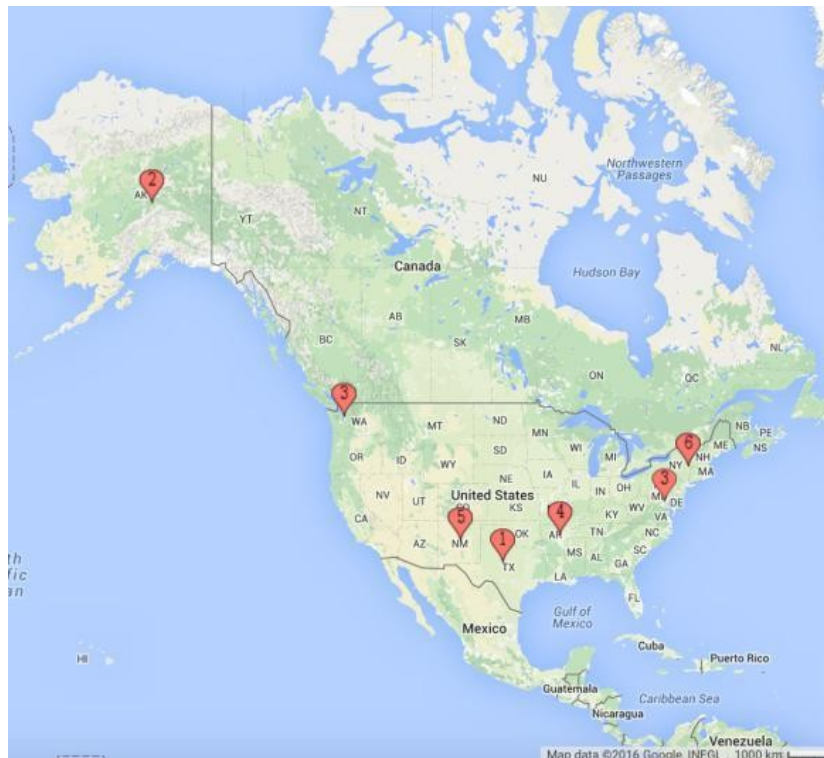 NU
Northwestern
Passages
2
AK
YT
NT
Canada
Hudson Bay
BC
AB
SK
MB
ON
QC
NL
NB
PE
NS
ME
3
WA
MT
ND
MN
WI
MI
6
NY
NH
MA
OR
ID
WY
SD
NE
IA
IL
IN
OH
3
DE
NV
UT
United States
KS
KY
WV
VA
CA
5
4
1
AZ
NM
OK
AR
TN
NC
SC
TX
MS
AL
GA
LA
FL
Gulf of
Mexico
Mexico
HI
Cuba
Puerto Rico
Guatemala
Caribbean Sea
Nicaragua
Venezuela
Map data ©2016 Google, INEGI
1000 km